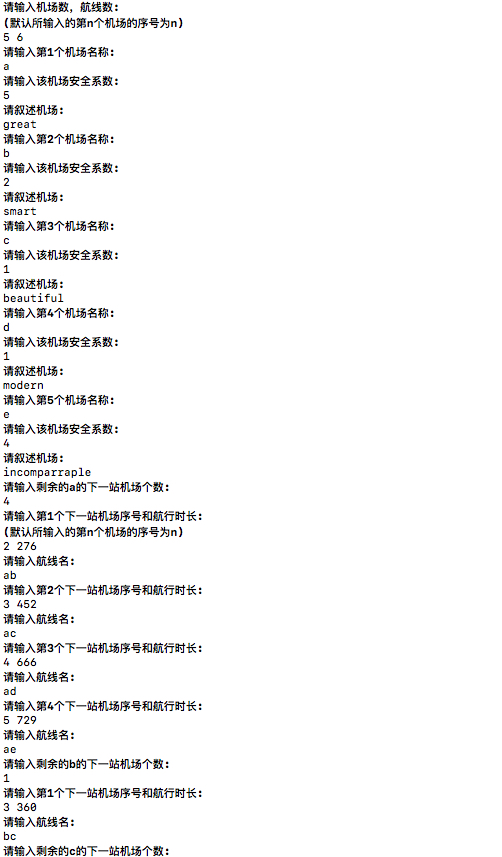 请输入机场数，航线数：
(默认所输入的第n个机场的序号为n)
5 6
请输入第1个机场名称：
a
请输入该机场安全系数：
5
请叙述机场：
great
请输入第2个机场名称：
b
请输入该机场安全系数：
2
请叙述机场：
smart
请输入第3个机场名称：
c
请输入该机场安全系数：
1
请叙述机场：
beautiful
请输入第4个机场名称：
d
请输入该机场安全系数：
1
请叙述机场：
modern
请输入第5个机场名称：
e
请输入该机场安全系数：
4
请叙述机场：
incomparraple
请输入剩余的a的下一站机场个数：
4
请输入第1个下一站机场序号和航行时长：
(默认所输入的第n个机场的序号为n)
2 276
请输入航线名：
ab
请输入第2个下一站机场序号和航行时长：
3 452
请输入航线名：
ac
请输入第3个下一站机场序号和航行时长：
4 666
请输入航线名：
ad
请输入第4个下一站机场序号和航行时长：
5 729
请输入航线名：
ae
请输入剩余的b的下一站机场个数：
1
请输入第1个下一站机场序号和航行时长：
3 360
请输入航线名：
bc
请输入剩余的c的下一站机场个数：